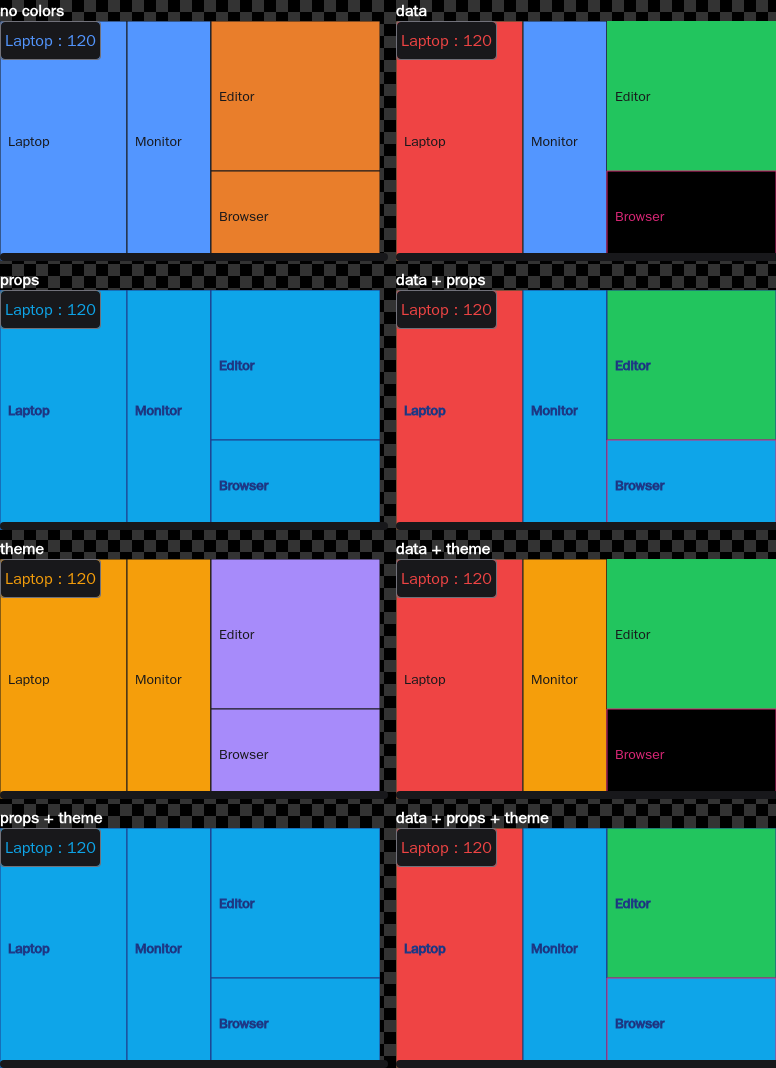 no colors
Laptop : 120
Editor
Laptop
Monitor
Browser
data
Laptop : 120
Editor
Laptop
Monitor
Browser
props
Laptop : 120
Editor
Laptop
Monitor
Browser
data + props
Laptop : 120
Editor
Laptop
Monitor
Browser
theme
Laptop : 120
Editor
Laptop
Monitor
Browser
data + theme
Laptop : 120
Editor
Laptop
Monitor
Browser
props + theme
Laptop : 120
Editor
Laptop
Monitor
Browser
data + props + theme
Laptop : 120
Editor
Laptop
Monitor
Browser